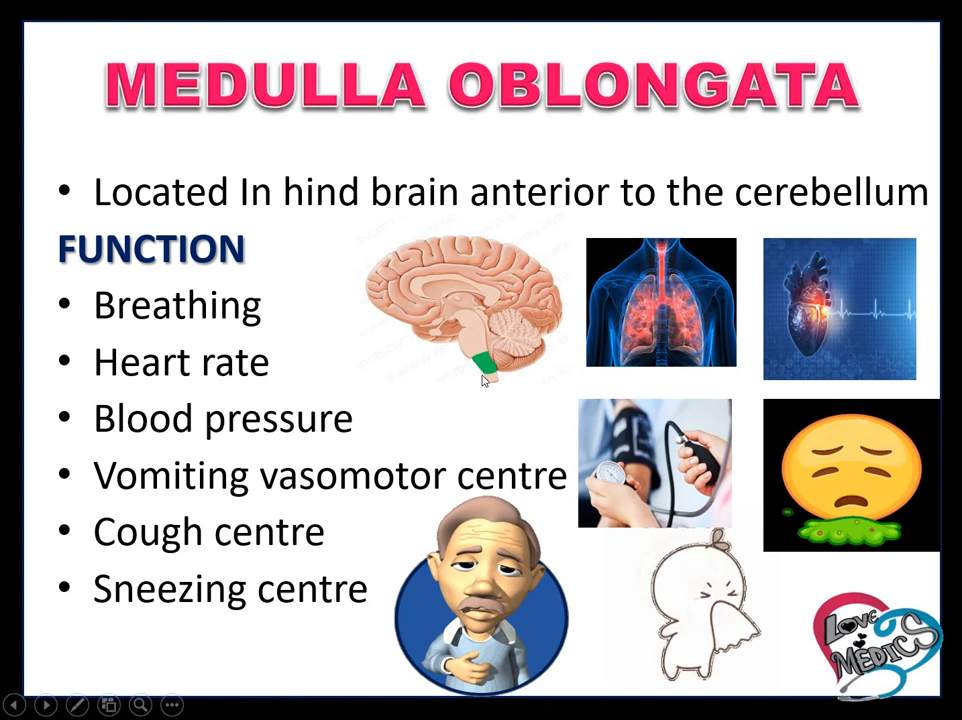 MEDULLA OBLONGATA
• Located In hind brain anterior to the cerebellum
FUNCTION
• Breathing
• Heart rate
• Blood pressure
• Vomiting vasomotor centre
• Cough centre
• Sneezing centre
LOVE
MEDICS